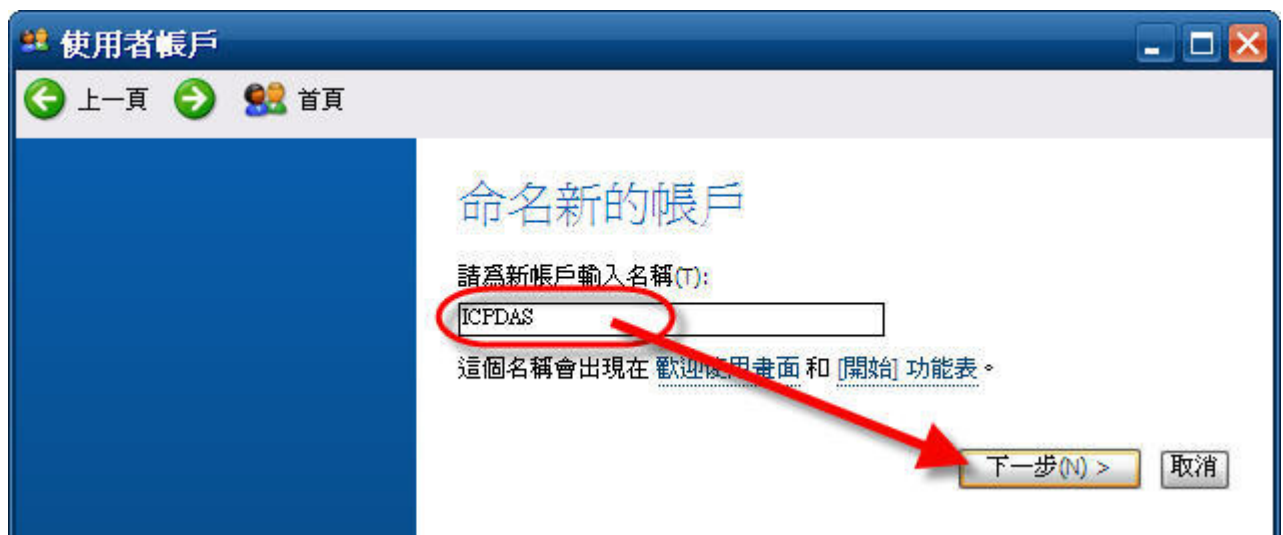 使用者帳戶
上一頁 首頁
命名新的帳戶
請爲新帳戶輸入名稱(T):
ICPDAS
這個名稱會出現在 歡迎使用畫面 和 [開始] 功能表。
下一步(N) > 取消